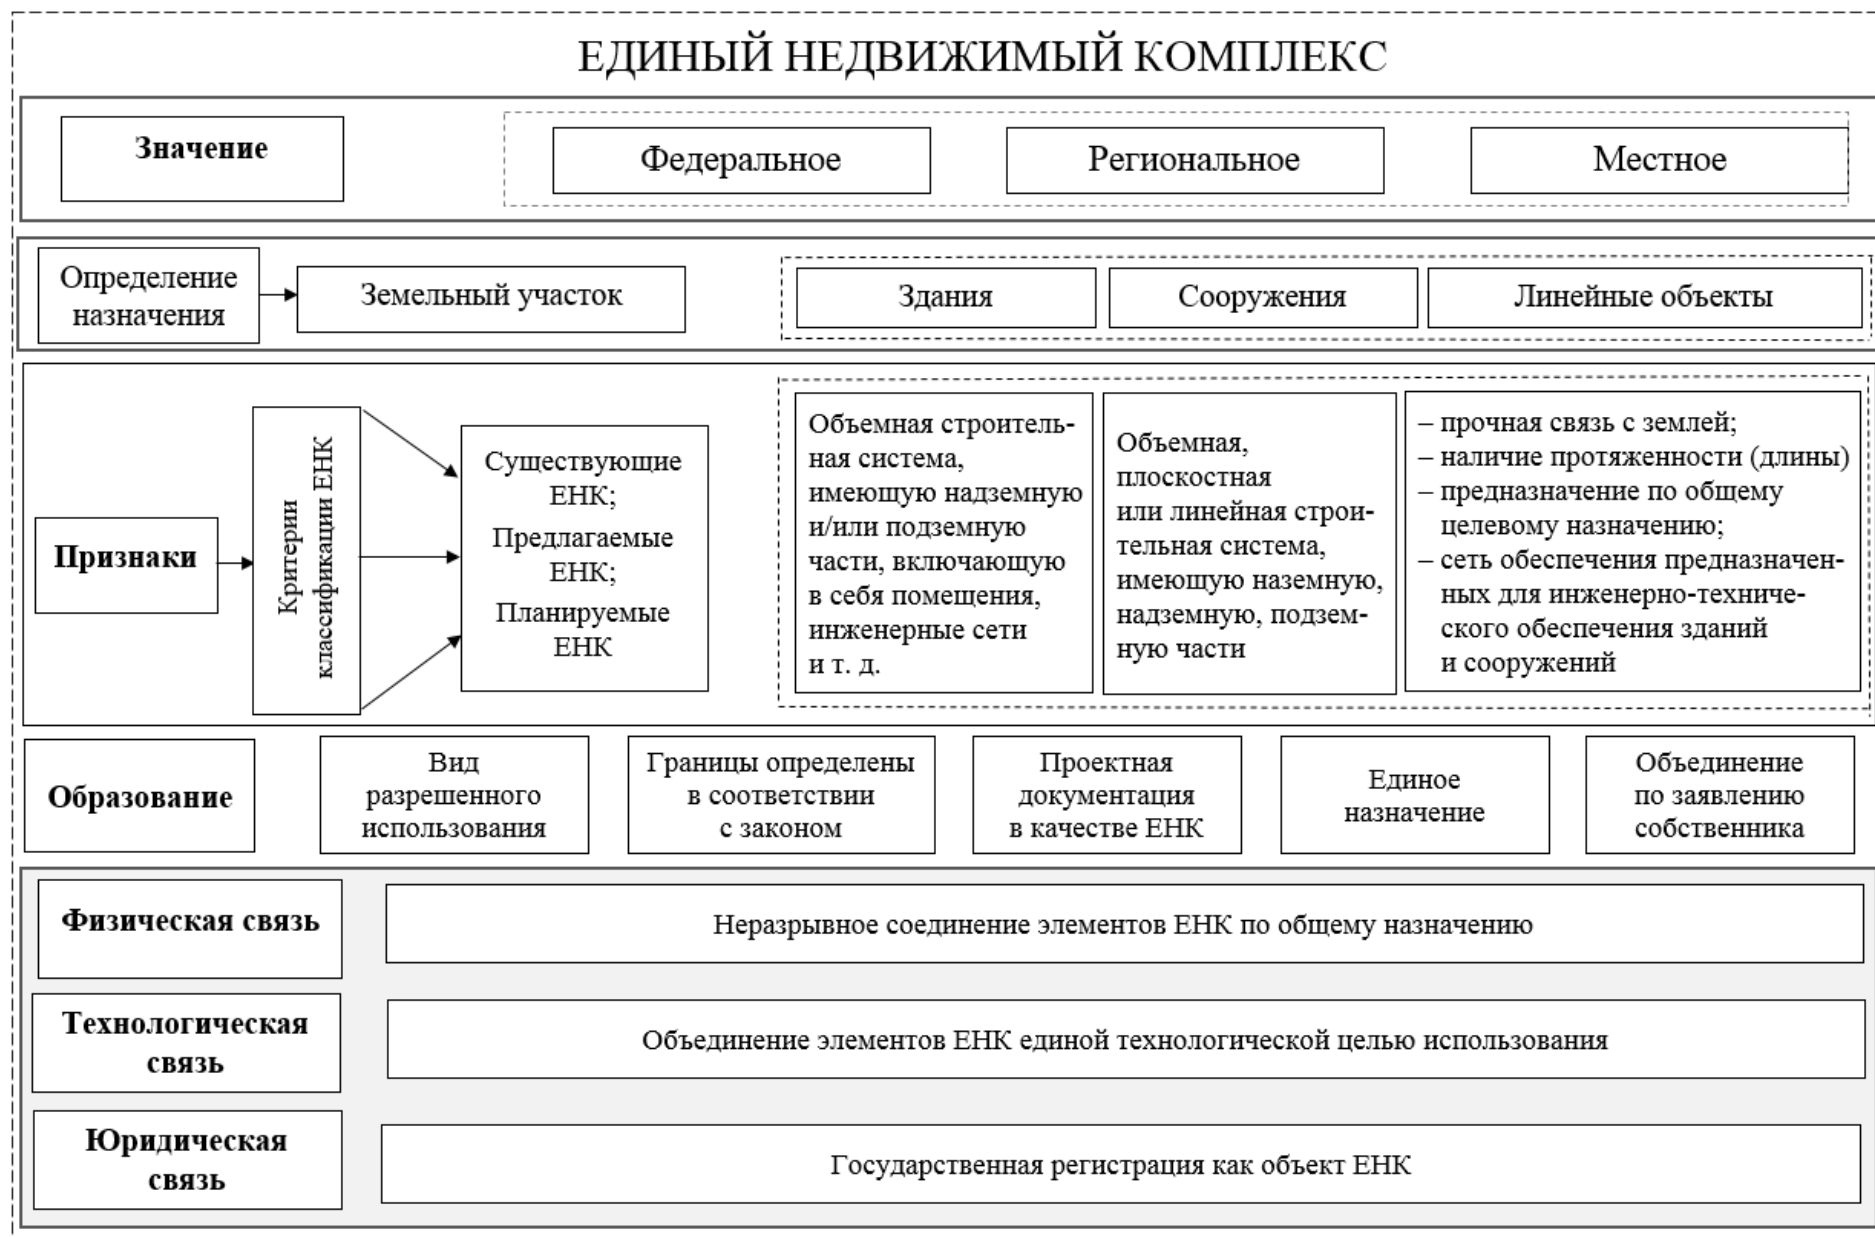 ЕДИНЫЙ НЕДВИЖИМЫЙ КОМПЛЕКС
Значение
Федеральное
Региональное
Местное
Определение
назначения
Земельный участок
Здания
Сооружения
Линейные объекты
Признаки
Критерии
классификации ЕНК
Существующие
ЕНК;
Предлагаемые
ЕНК;
Планируемые
ЕНК
Объемная строитель-
ная система,
имеющую надземную
и/или подземную
части, включающую
в себя помещения,
инженерные сети
и т. д.
Объемная,
плоскостная
или линейная строи-
тельная система,
имеющую наземную,
надземную, подзем-
ную части
– прочная связь с землей;
– наличие протяженности (длины)
– предназначение по общему
целевому назначению;
– сеть обеспечения предназначен-
ных для инженерно-техниче-
ского обеспечения зданий
и сооружений
Образование
Вид
разрешенного
использования
Границы определены
в соответствии
с законом
Проектная
документация
в качестве ЕНК
Единое
назначение
Объединение
по заявлению
собственника
Физическая связь
Неразрывное соединение элементов ЕНК по общему назначению
Технологическая
связь
Объединение элементов ЕНК единой технологической целью использования
Юридическая
связь
Государственная регистрация как объект ЕНК